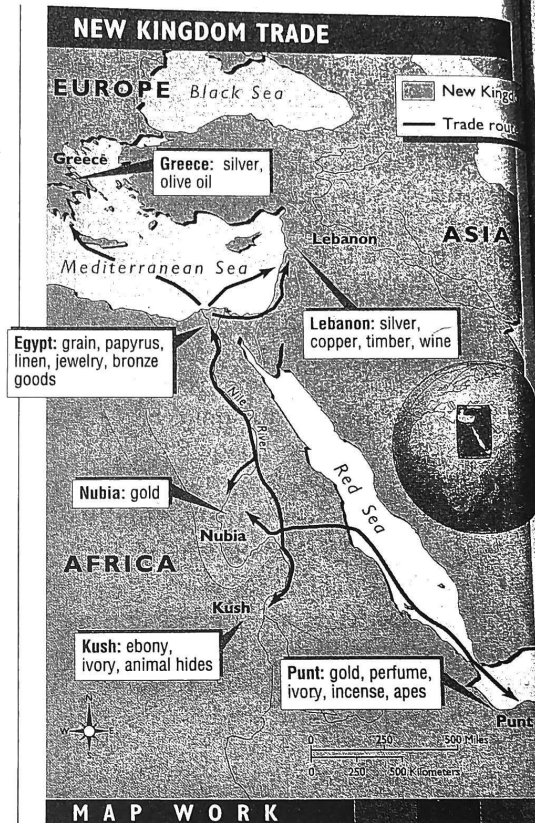 NEW KINGDOM TRADE
EUROPE
Black Sea
New
Trade
Greece
Greece: silver,
olive oil
Lebanon
ASIA
Mediterranean Sea
Lebanon: silver,
copper, timber, wine
Egypt: grain, papyrus,
linen, jewelry, bronze
goods
Nile River
Red Sea
Nubia: gold
Nubia
AFRICA
Kush
Kush: ebony,
ivory, animal hides
Punt: gold, perfume,
ivory, incense, apes
Punt
N
W E
S
0 250 500 Miles
0 250 500 Kilometers
MAP WORK